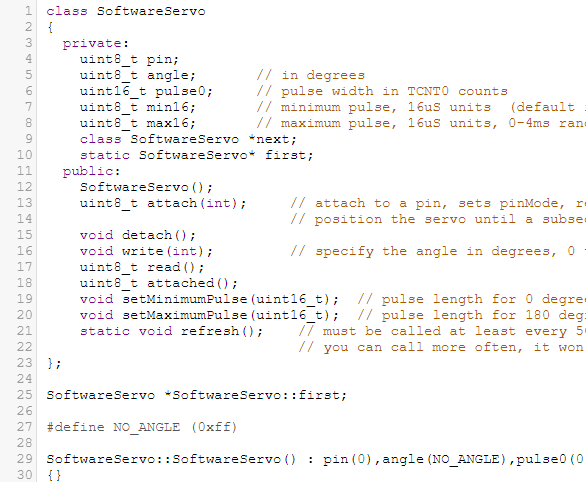 1 class SoftwareServo
2 {
3 private:
4 uint8_t pin;
5 uint8_t angle; // in degrees
6 uint16_t pulse0; // pulse width in TCNT0 counts
7 uint8_t min16; // minimum pulse, 16uS units (default
8 uint8_t max16; // maximum pulse, 16uS units, 0-4ms
9 class SoftwareServo *next;
10 static SoftwareServo* first;
11 public:
12 SoftwareServo();
13 uint8_t attach(int); // attach to a pin, sets pinMode,
14 // position the servo until a
15 void detach();
16 void write(int); // specify the angle in degrees, 0
17 uint8_t read();
18 uint8_t attached();
19 void setMinimumPulse(uint16_t); // pulse length for 0
20 void setMaximumPulse(uint16_t); // pulse length for 180
21 static void refresh(); // must be called at least every
22 // you can call more often, it
23 };
24
25 SoftwareServo *SoftwareServo::first;
26
27 #define NO_ANGLE (0xff)
28
29 SoftwareServo::SoftwareServo() : pin(0),angle(NO_ANGLE),pulse0(0
30 {}